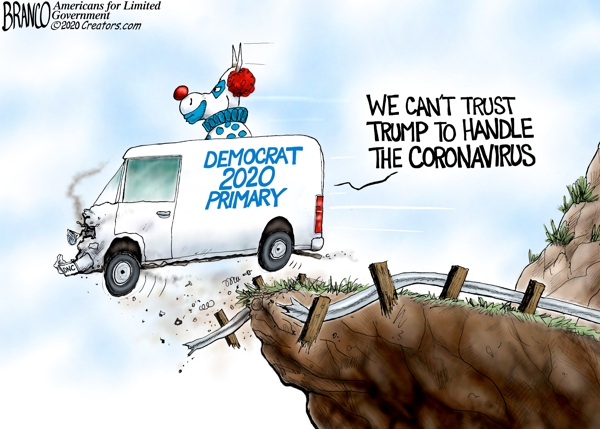 BRANCO
Americans for Limited
Government
©2020 Creators.com
WE CAN'T TRUST
TRUMP TO HANDLE
THE CORONAVIRUS
DEMOCRAT
2020
PRIMARY
DNC